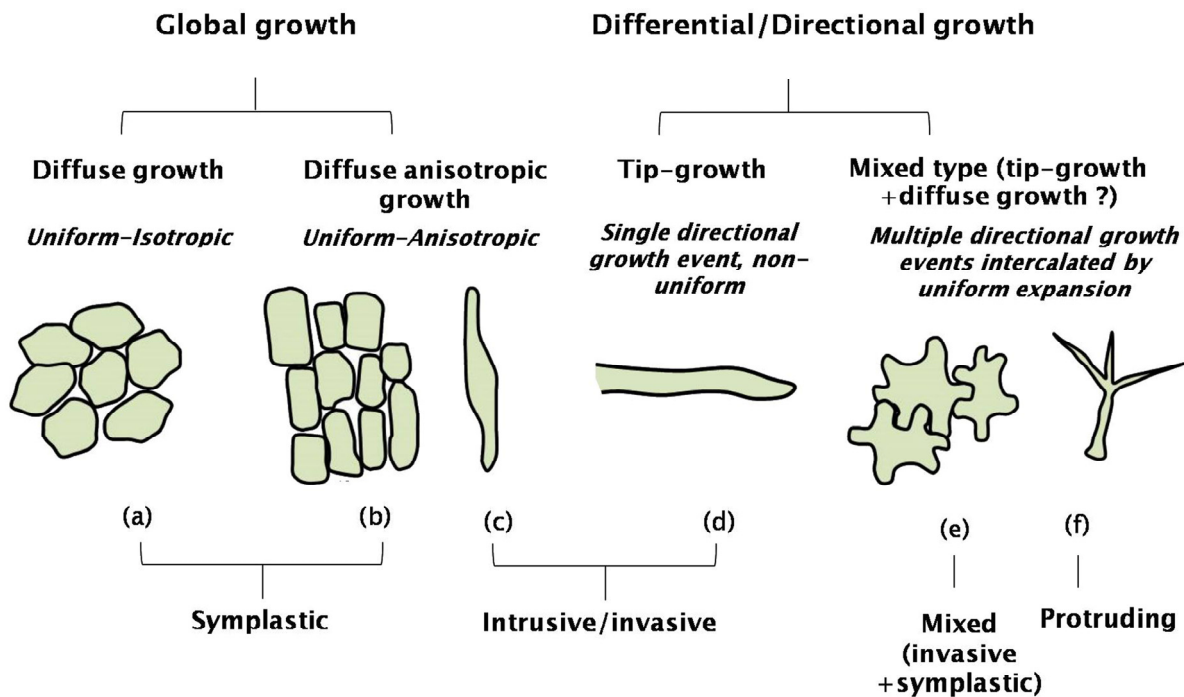 Global growth
Differential/Directional growth
Diffuse growth
Uniform-Isotropic
Diffuse anisotropic
growth
Uniform-Anisotropic
Tip-growth
Single directional
growth event, non-
uniform
Mixed type (tip-growth
+diffuse growth ?)
Multiple directional growth
events intercalated by
uniform expansion
(a)
(b)
(c)
(d)
(e)
(f)
Symplastic
Intrusive/invasive
Mixed
(invasive
+symplastic)
Protruding